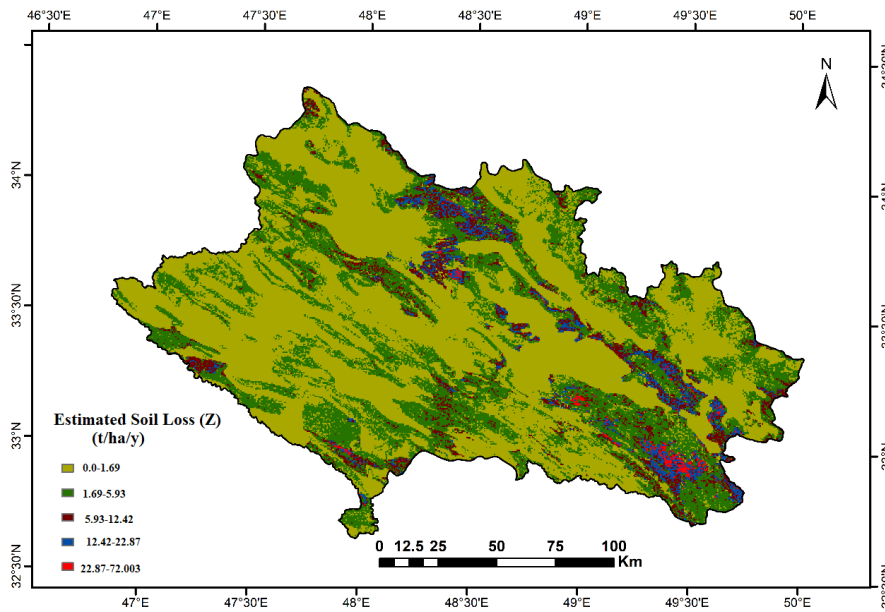 46°30'E 47°E 47°30'E 48°E 48°30'E 49°E 49°30'E 50°E
N
34°N
33°30'N
Estimated Soil Loss (Z)
(t/ha/y)
33°N
0.0-1.69
1.69-5.93
5.93-12.42
12.42-22.87
22.87-72.003
0 12.5 25 50 75 100
Km
32°30'N
47°E 47°30'E 48°E 48°30'E 49°E 49°30'E 50°E